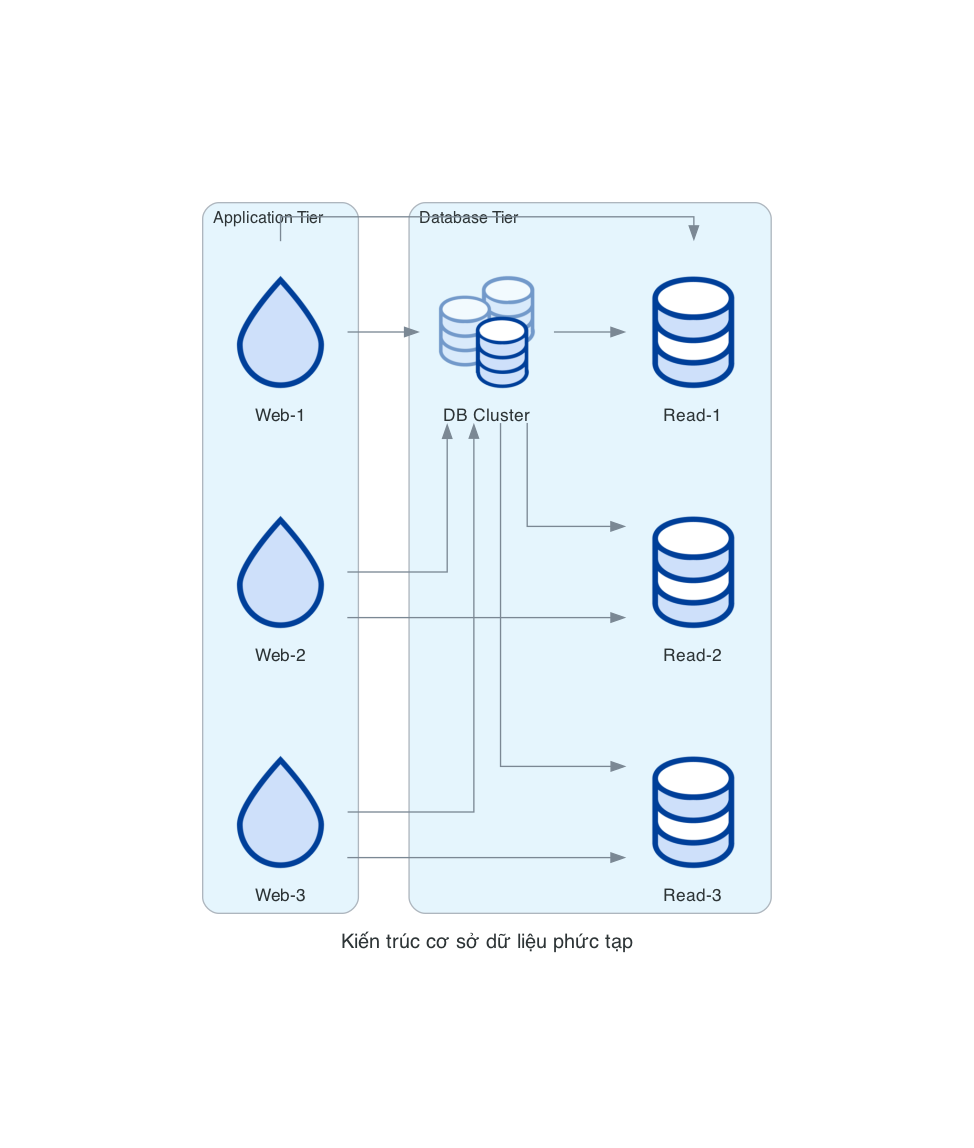 Application Tier
Database Tier
Web-1
DB Cluster
Read-1
Web-2
Read-2
Web-3
Read-3
Kiến trúc cơ sở dữ liệu phức tạp